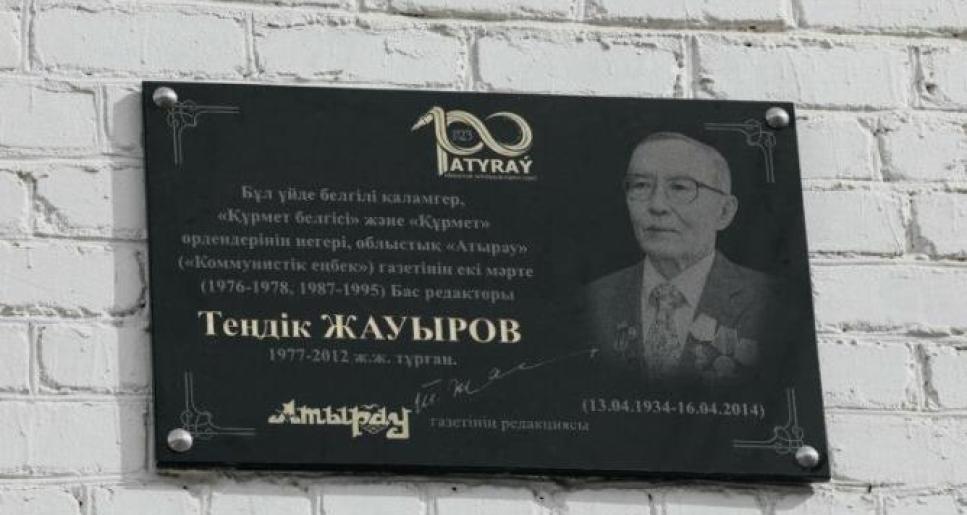 1923
ATYRAÝ
Бұл үйде белгілі қаламгер,
«Құрмет белгісі» және «Құрмет»
ордендерінің иегері, облыстық «Атырау»
(«Коммунистік еңбек») газетінің екі мәрте
(1976-1978, 1987-1995) Бас редакторы
Теңдік ЖАУЫРОВ
1977-2012 ж.ж. тұрған.
Атырау газетінің редакциясы
(13.04.1934-16.04.2014)